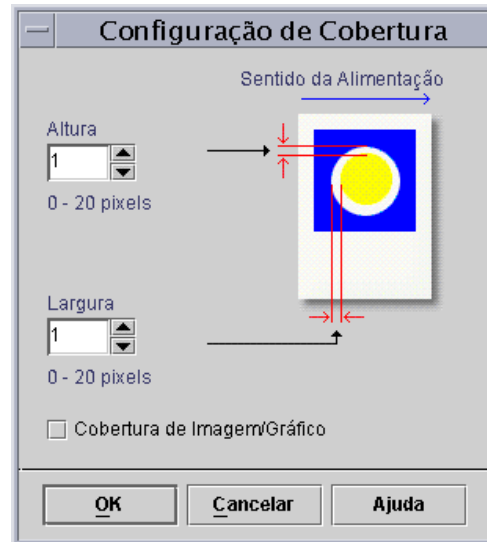 Configuração de Cobertura
Sentido da Alimentação
Altura
1
0 - 20 pixels
Largura
1
0 - 20 pixels
Cobertura de Imagem/Gráfico
OK Cancelar Ajuda